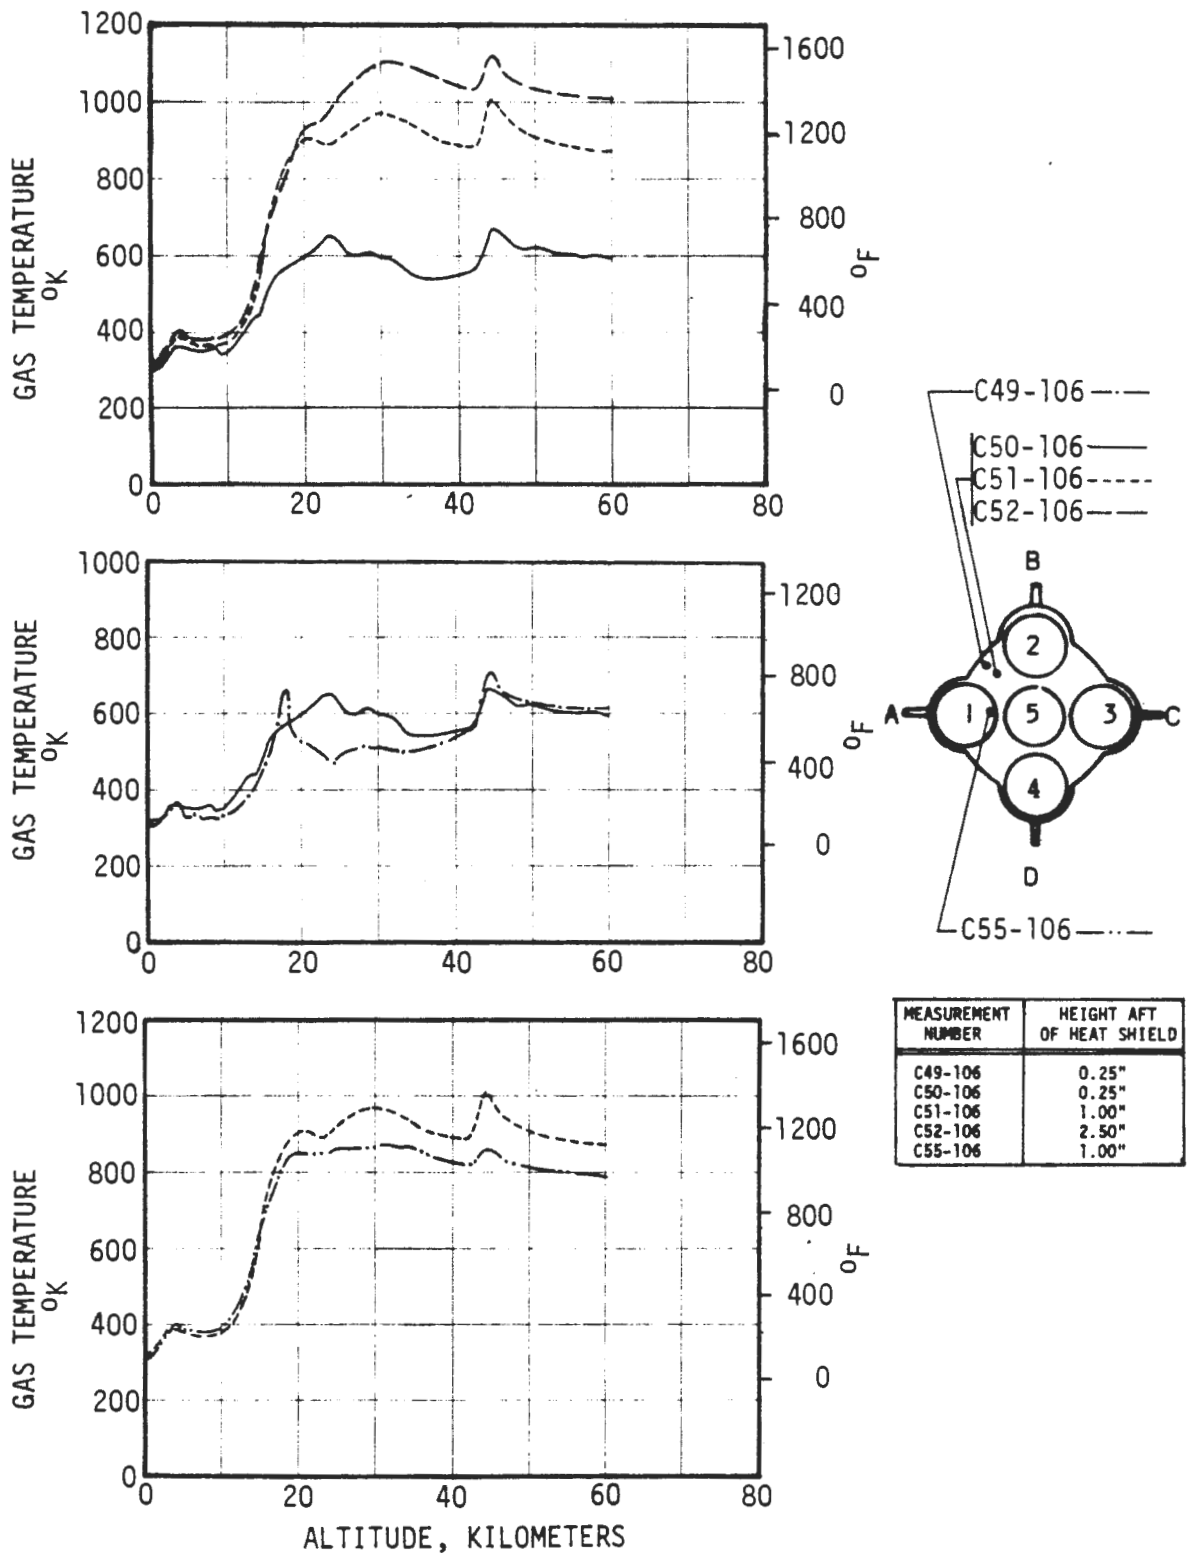 1200
1000
800
600
400
200
0
1600
1200
800
400
0
GAS TEMPERATURE
ºK
ºF
0 20 40 60 80
1000
800
600
400
200
0
1200
800
400
0
GAS TEMPERATURE
ºK
ºF
0 20 40 60 80
1200
1000
800
600
400
200
0
1600
1200
800
400
0
GAS TEMPERATURE
ºK
ºF
0 20 40 60 80
ALTITUDE, KILOMETERS
C49-106
C50-106
C51-106
C52-106
B
2
A 1 5 3 C
4
D
C55-106
MEASUREMENT NUMBER HEIGHT AFT OF HEAT SHIELD
C49-106 0.25"
C50-106 0.25"
C51-106 1.00"
C52-106 2.50"
C55-106 1.00"